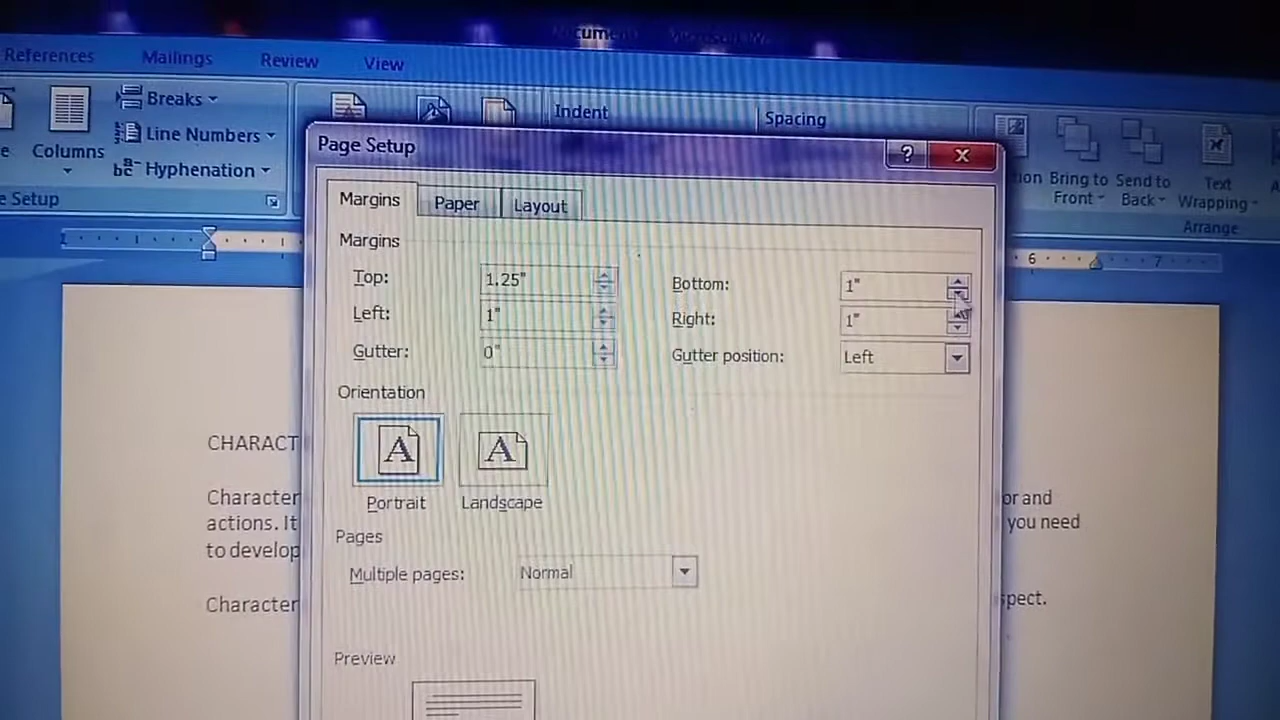 References Mailings Review View
Breaks
Columns
Line Numbers
Hyphenation
Indent
Spacing
Bring to Front
Send to Back
Text Wrapping
Arrange
Setup
Page Setup
?
Margins Paper Layout
Margins
Top: 1.25" Bottom: 1"
Left: 1" Right: 1"
Gutter: 0" Gutter position: Left
Orientation
A A
Portrait Landscape
Pages
Multiple pages: Normal
Preview
6 7
CHARACT
Character or and
actions. It you need
to develop
Character spect.